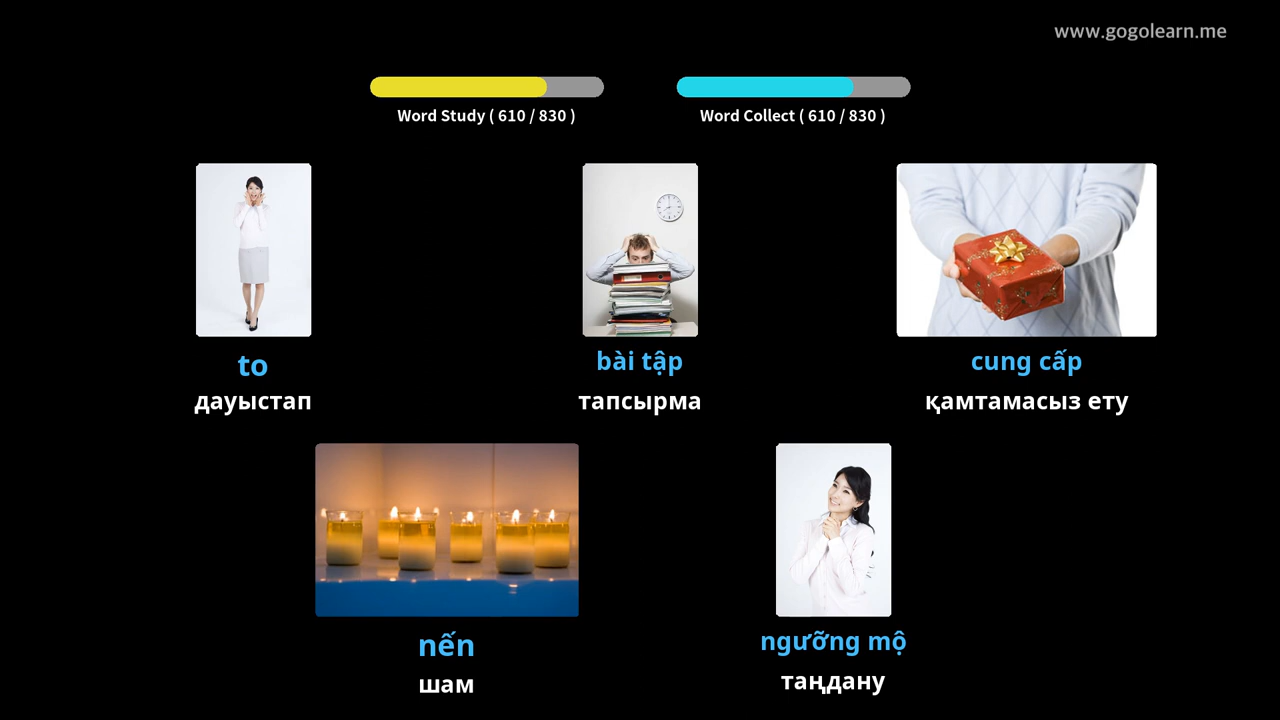 www.gogolearn.me
Word Study ( 610 / 830 )
Word Collect ( 610 / 830 )
to
дауыстап
bài tập
тапсырма
cung cấp
қамтамасыз ету
nến
шам
ngưỡng mộ
таңдану